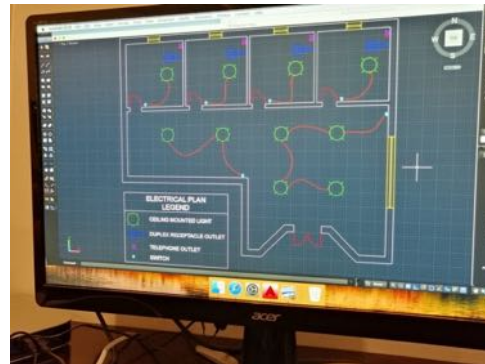 N
ELECTRICAL PLAN
LEGEND
CEILING MOUNTED LIGHT
DUPLEX RECEPTACLE OUTLET
TELEPHONE OUTLET
SWITCH
acer